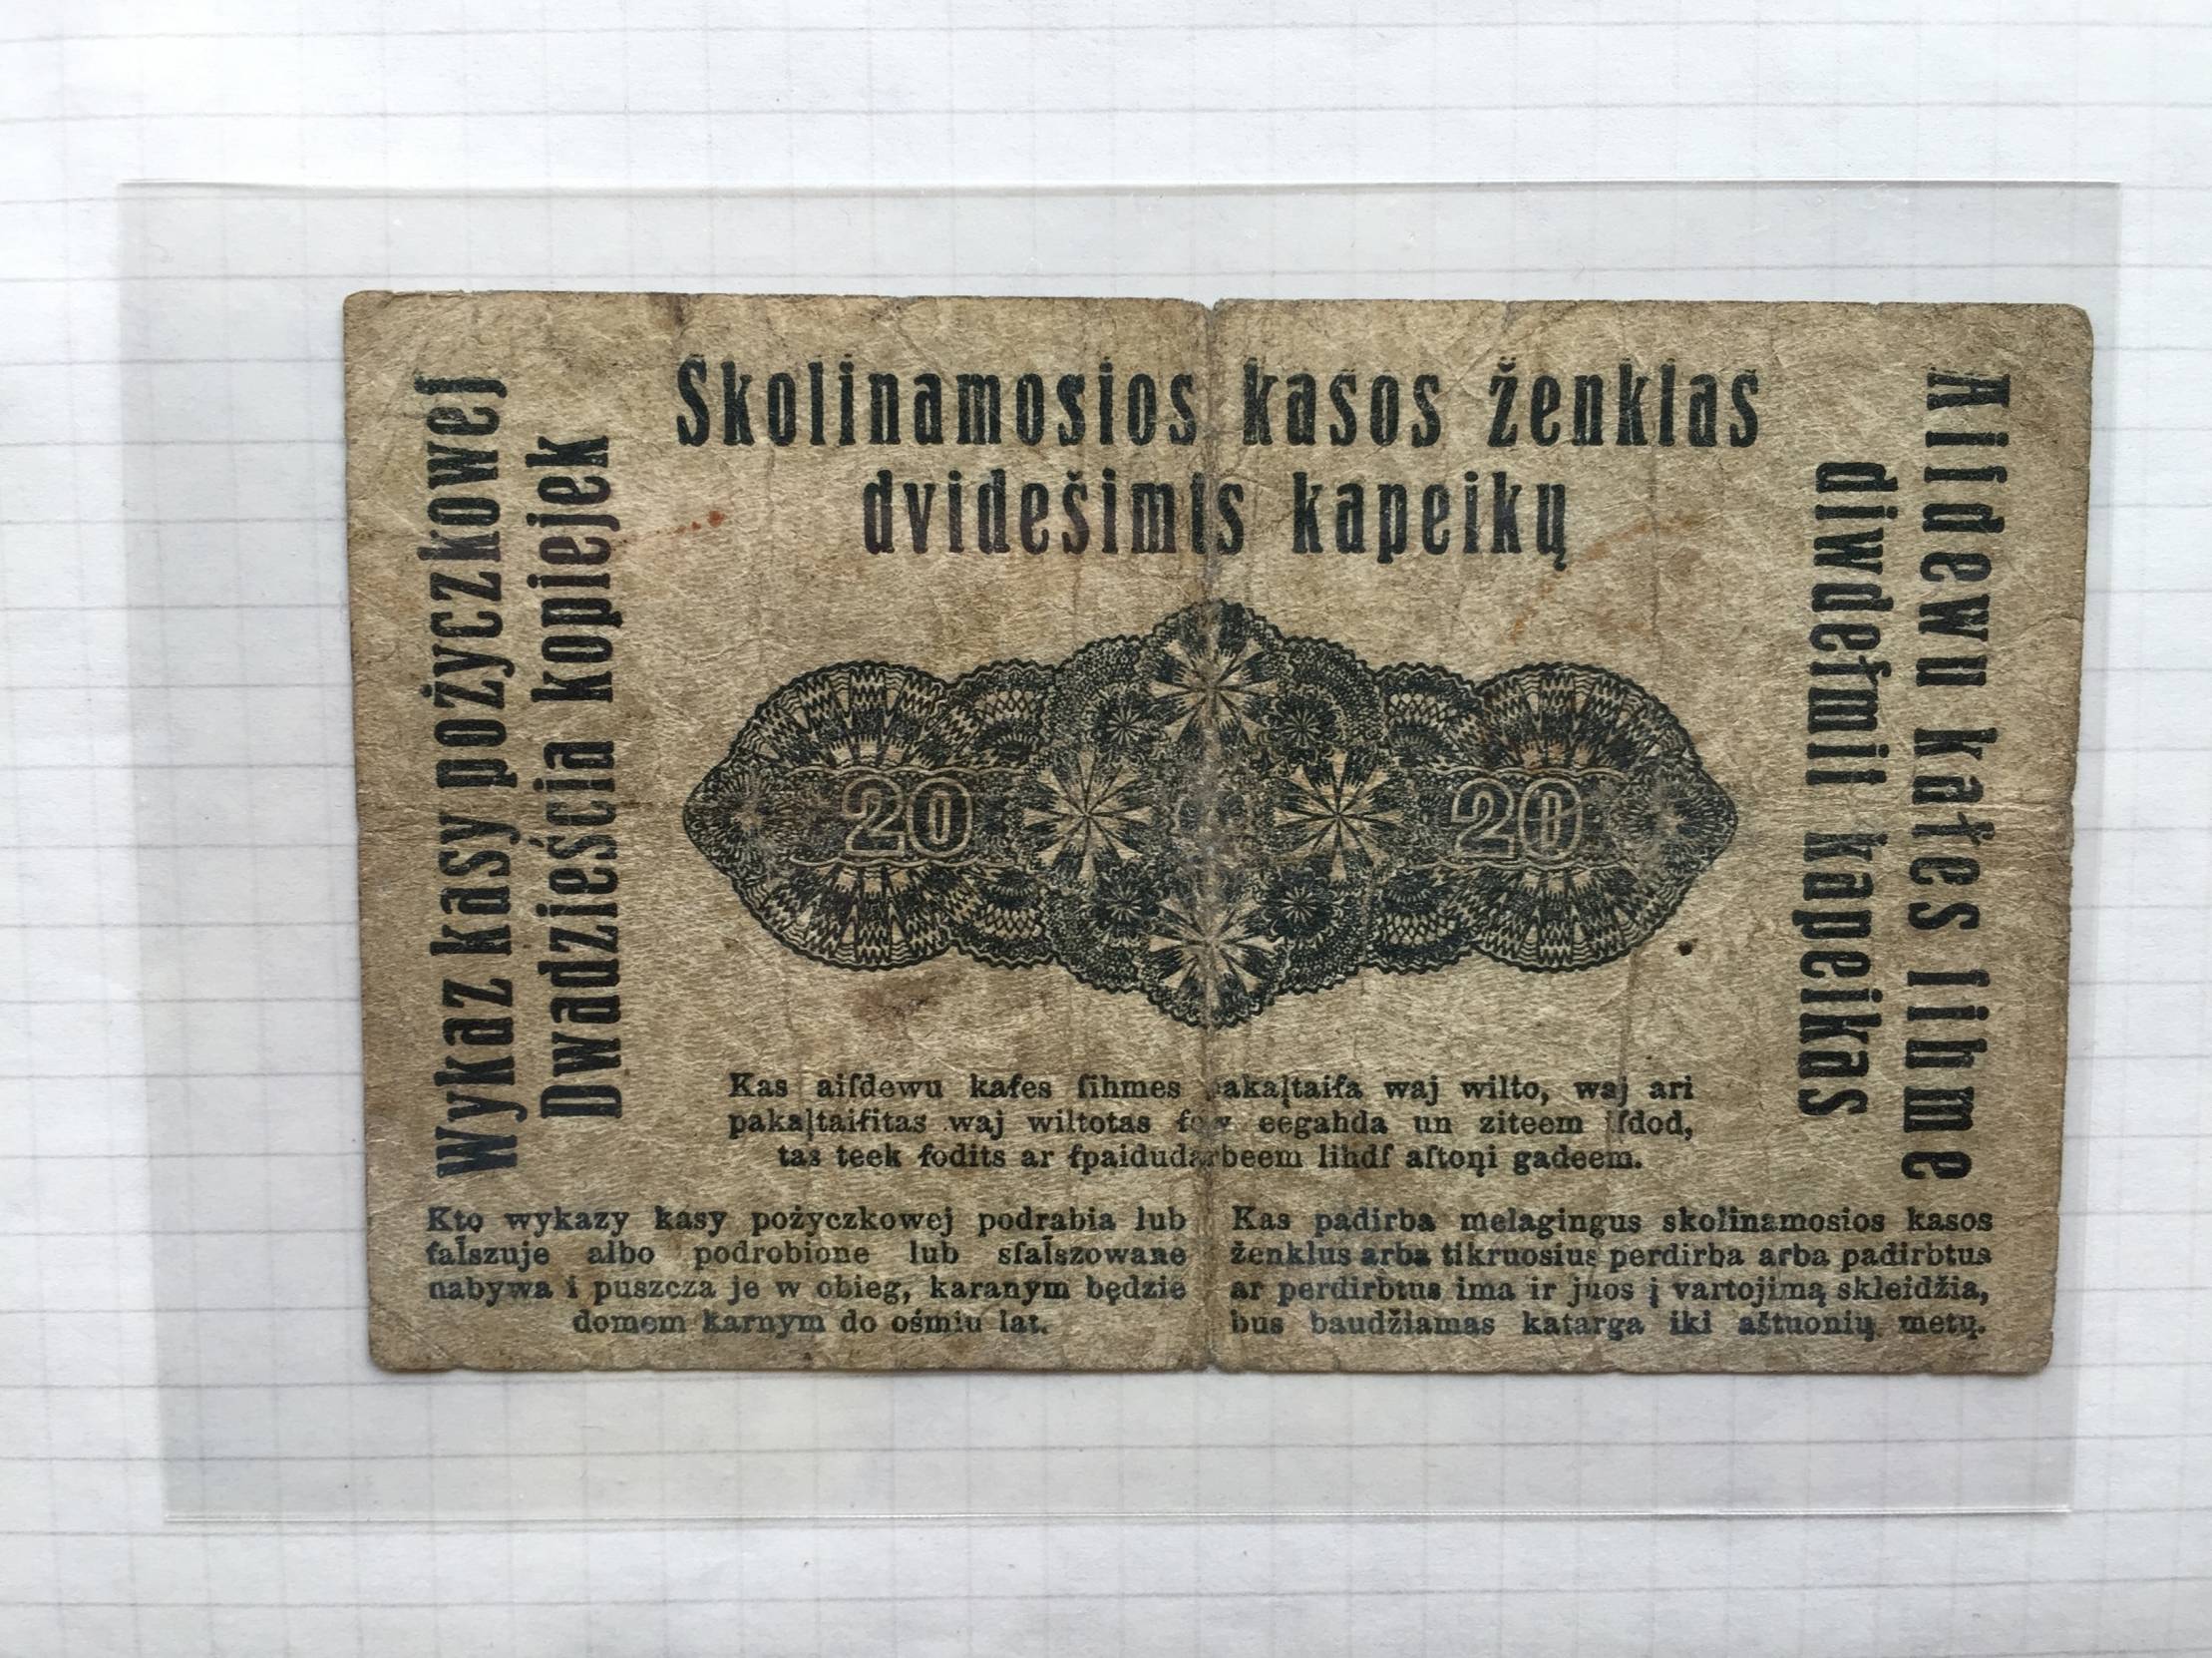 Skolinamosios kasos ženklas
dvidešimts kapeikų
Wykaz kasy pożyczkowej
Dwadzieścia kopiejek
Aiſdewu kaſes ſihme
diwdeſmit kapeikas
20 20
Kas aiſdewu kaſes ſihmes pakaļtaiſa waj wilto, waj ari
pakaļtaiſitas waj wiltotas ſew eegahda un ziteem iſdod,
tas teek ſodits ar ſpaidudarbeem lihdſ aſtoņi gadeem.
Kto wykazy kasy pożyczkowej podrabia lub
fałszuje albo podrobione lub sfałszowane
nabywa i puszcza je w obieg, karanym będzie
domem karnym do ośmiu lat.
Kas padirba melagingus skolinamosios kasos
ženklus arba tikruosius perdirba arba padirbtus
ar perdirbtus ima ir juos į vartojimą skleidžia,
bus baudžiamas katarga iki aštuonių metų.